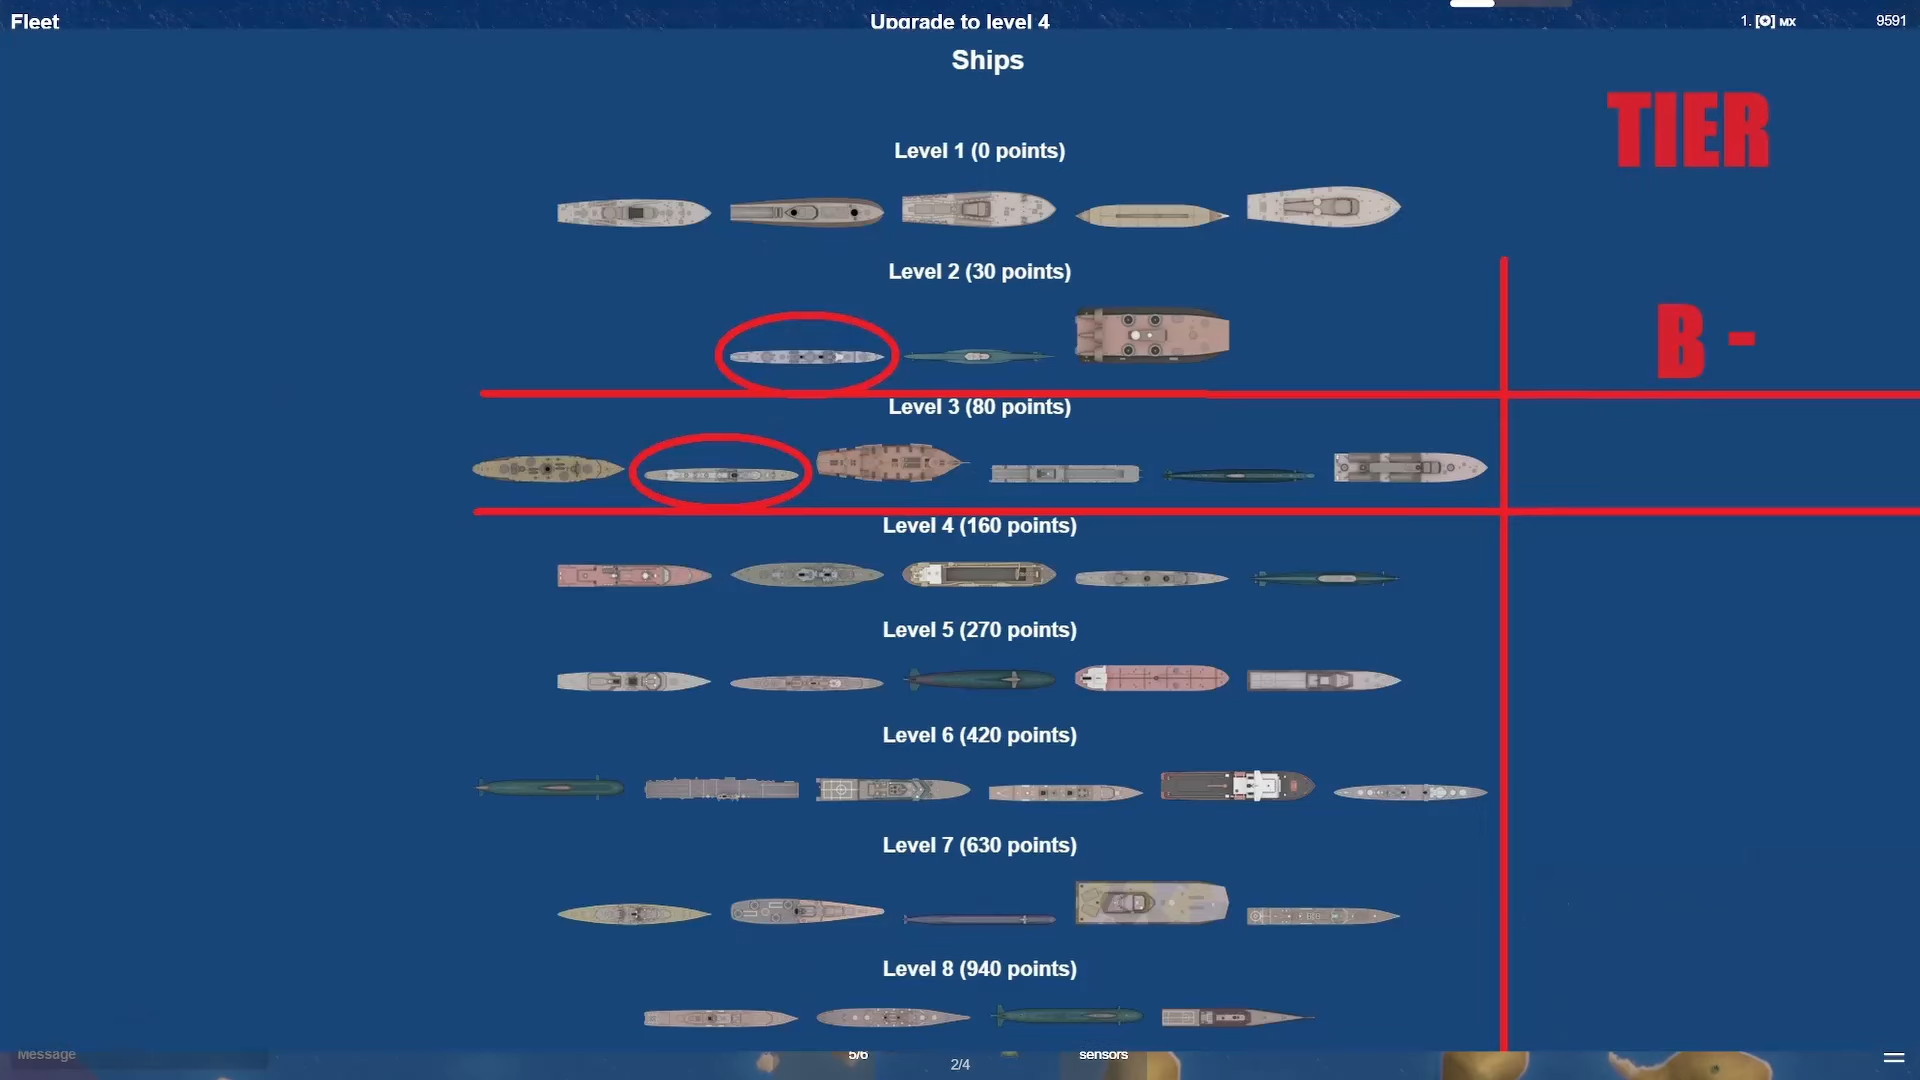 Fleet
Upgrade to level 4
1. [✪] MX 9591
Ships
TIER
Level 1 (0 points)
Level 2 (30 points)
B -
Level 3 (80 points)
Level 4 (160 points)
Level 5 (270 points)
Level 6 (420 points)
Level 7 (630 points)
Level 8 (940 points)
Message
5/6
sensors
2/4